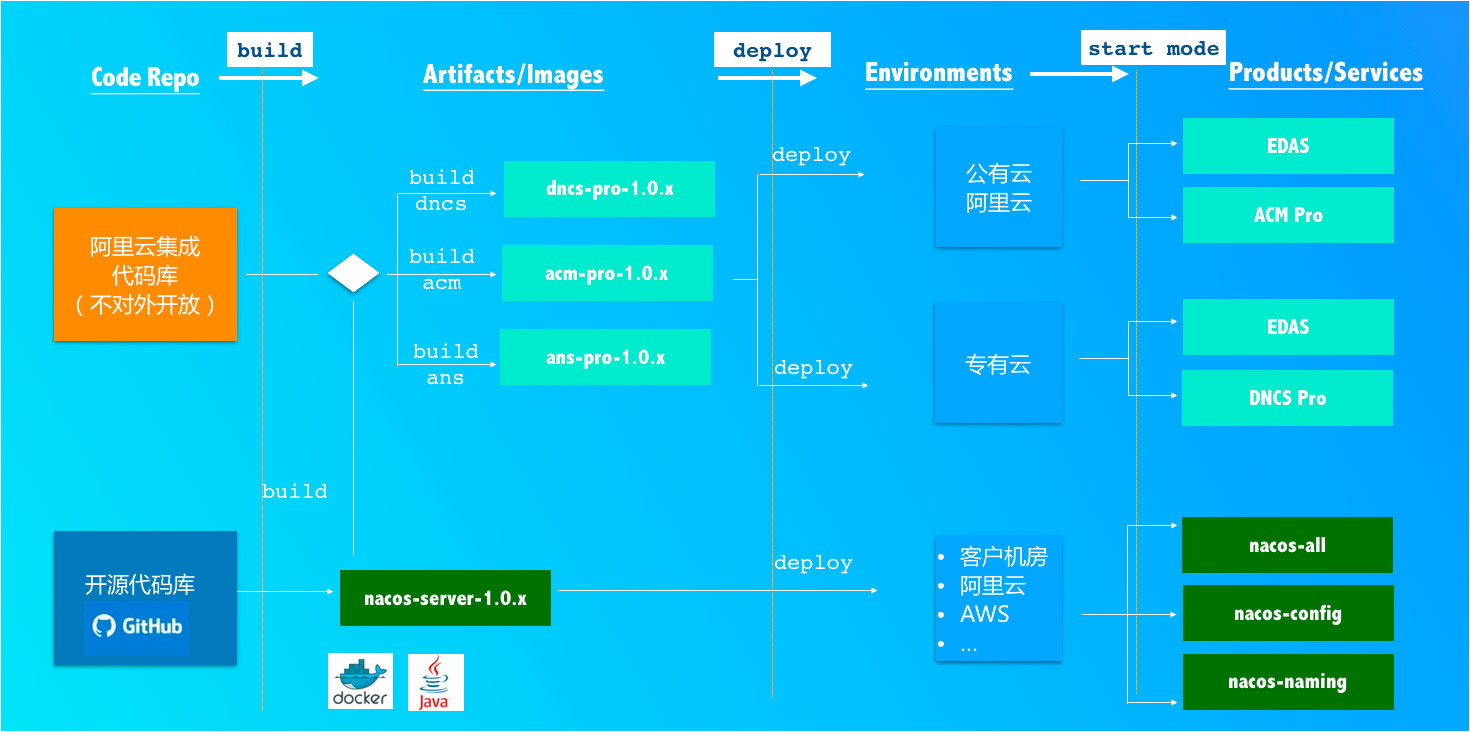 build
deploy
start mode
Code Repo
Artifacts/Images
Environments
Products/Services
阿里云集成
代码库
（不对外开放）
build
dncs
dncs-pro-1.0.x
build
acm
acm-pro-1.0.x
build
ans
ans-pro-1.0.x
deploy
公有云
阿里云
EDAS
ACM Pro
deploy
专有云
EDAS
DNCS Pro
build
开源代码库
GitHub
nacos-server-1.0.x
docker
Java
deploy
• 客户机房
• 阿里云
• AWS
• ...
nacos-all
nacos-config
nacos-naming